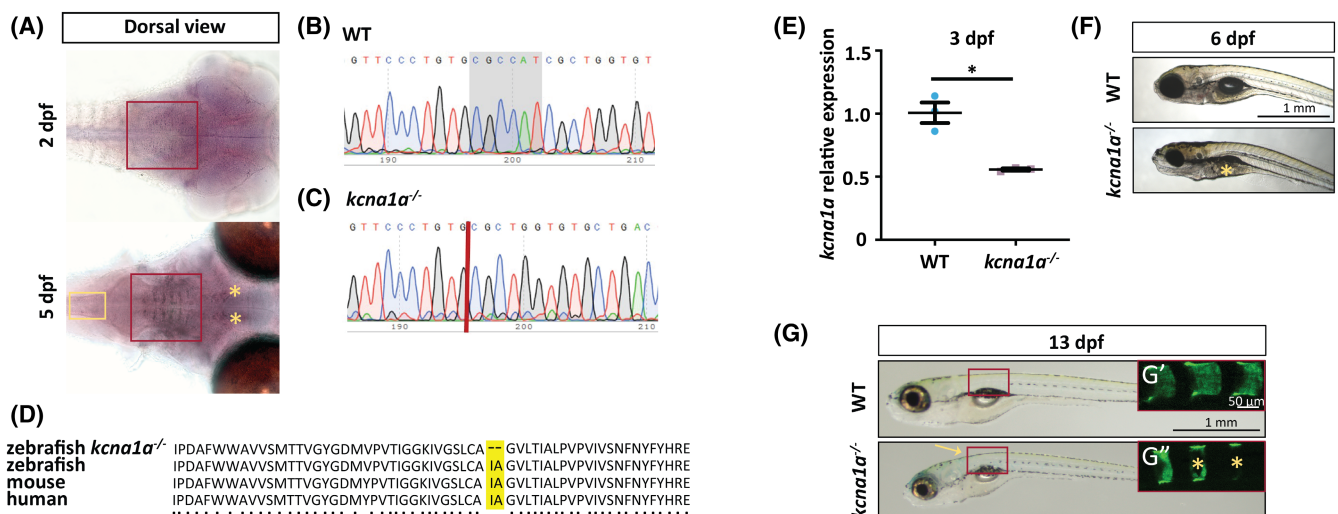 (A)
Dorsal view
2 dpf
5 dpf
(B)
WT
G T T C C C T G T G C G C C A T C G C T G G T G T
190 200 210
(C)
kcna1a-/-
G T T C C C T G T G C G C T G G T G T G C T G A C
190 200 210
(D)
zebrafish kcna1a-/- IPDAFWWAVVSMTTVGYGDMVPVTIGGKIVGSLCA -- GVLTIALPVPVIVSNFNYFYHRE
zebrafish IPDAFWWAVVSMTTVGYGDMVPVTIGGKIVGSLCA IA GVLTIALPVPVIVSNFNYFYHRE
mouse IPDAFWWAVVSMTTVGYGDMYPVTIGGKIVGSLCA IA GVLTIALPVPVIVSNFNYFYHRE
human IPDAFWWAVVSMTTVGYGDMYPVTIGGKIVGSLCA IA GVLTIALPVPVIVSNFNYFYHRE
(E)
3 dpf
*
kcna1a relative expression
1.5
1.0
0.5
0
WT kcna1a-/-
(F)
6 dpf
WT
1 mm
kcna1a-/-
*
(G)
13 dpf
WT
G'
50 µm
1 mm
kcna1a-/-
G"
* *